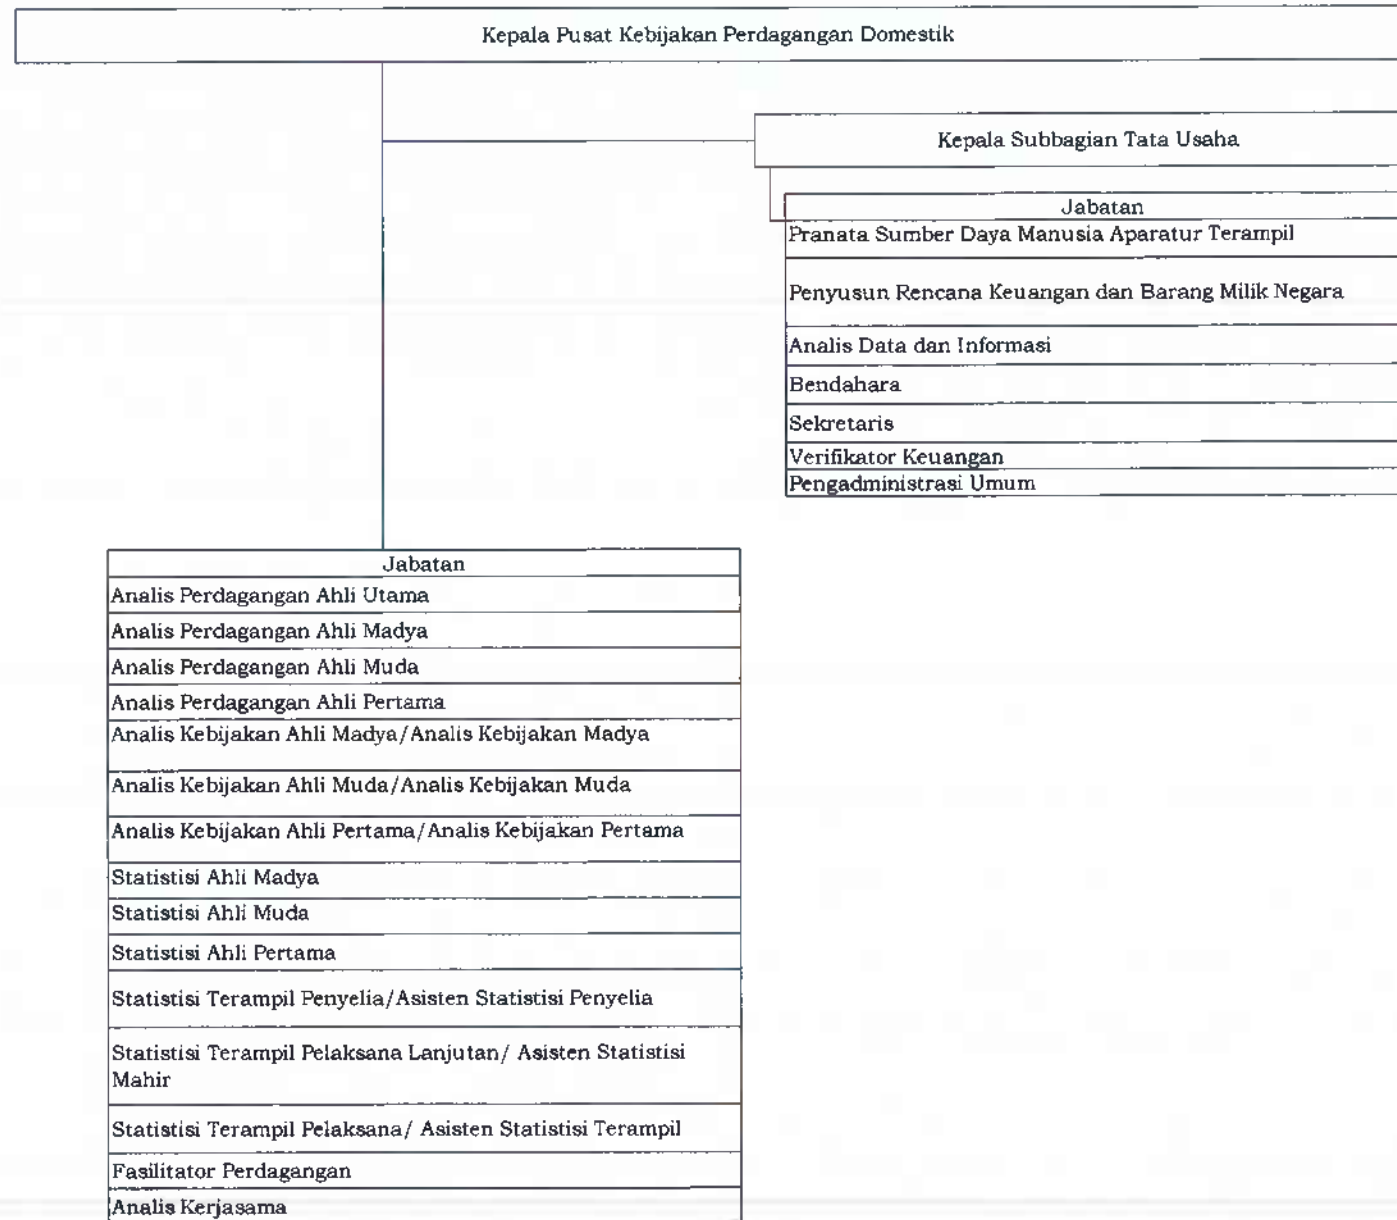 Kepala Pusat Kebijakan Perdagangan Domestik
Kepala Subbagian Tata Usaha
Jabatan
Pranata Sumber Daya Manusia Aparatur Terampil
Penyusun Rencana Keuangan dan Barang Milik Negara
Analis Data dan Informasi
Bendahara
Sekretaris
Verifikator Keuangan
Pengadministrasi Umum
Jabatan
Analis Perdagangan Ahli Utama
Analis Perdagangan Ahli Madya
Analis Perdagangan Ahli Muda
Analis Perdagangan Ahli Pertama
Analis Kebijakan Ahli Madya/Analis Kebijakan Madya
Analis Kebijakan Ahli Muda/Analis Kebijakan Muda
Analis Kebijakan Ahli Pertama/Analis Kebijakan Pertama
Statistisi Ahli Madya
Statistisi Ahli Muda
Statistisi Ahli Pertama
Statistisi Terampil Penyelia/Asisten Statistisi Penyelia
Statistisi Terampil Pelaksana Lanjutan/ Asisten Statistisi
Mahir
Statistisi Terampil Pelaksana/ Asisten Statistisi Terampil
Fasilitator Perdagangan
Analis Kerjasama